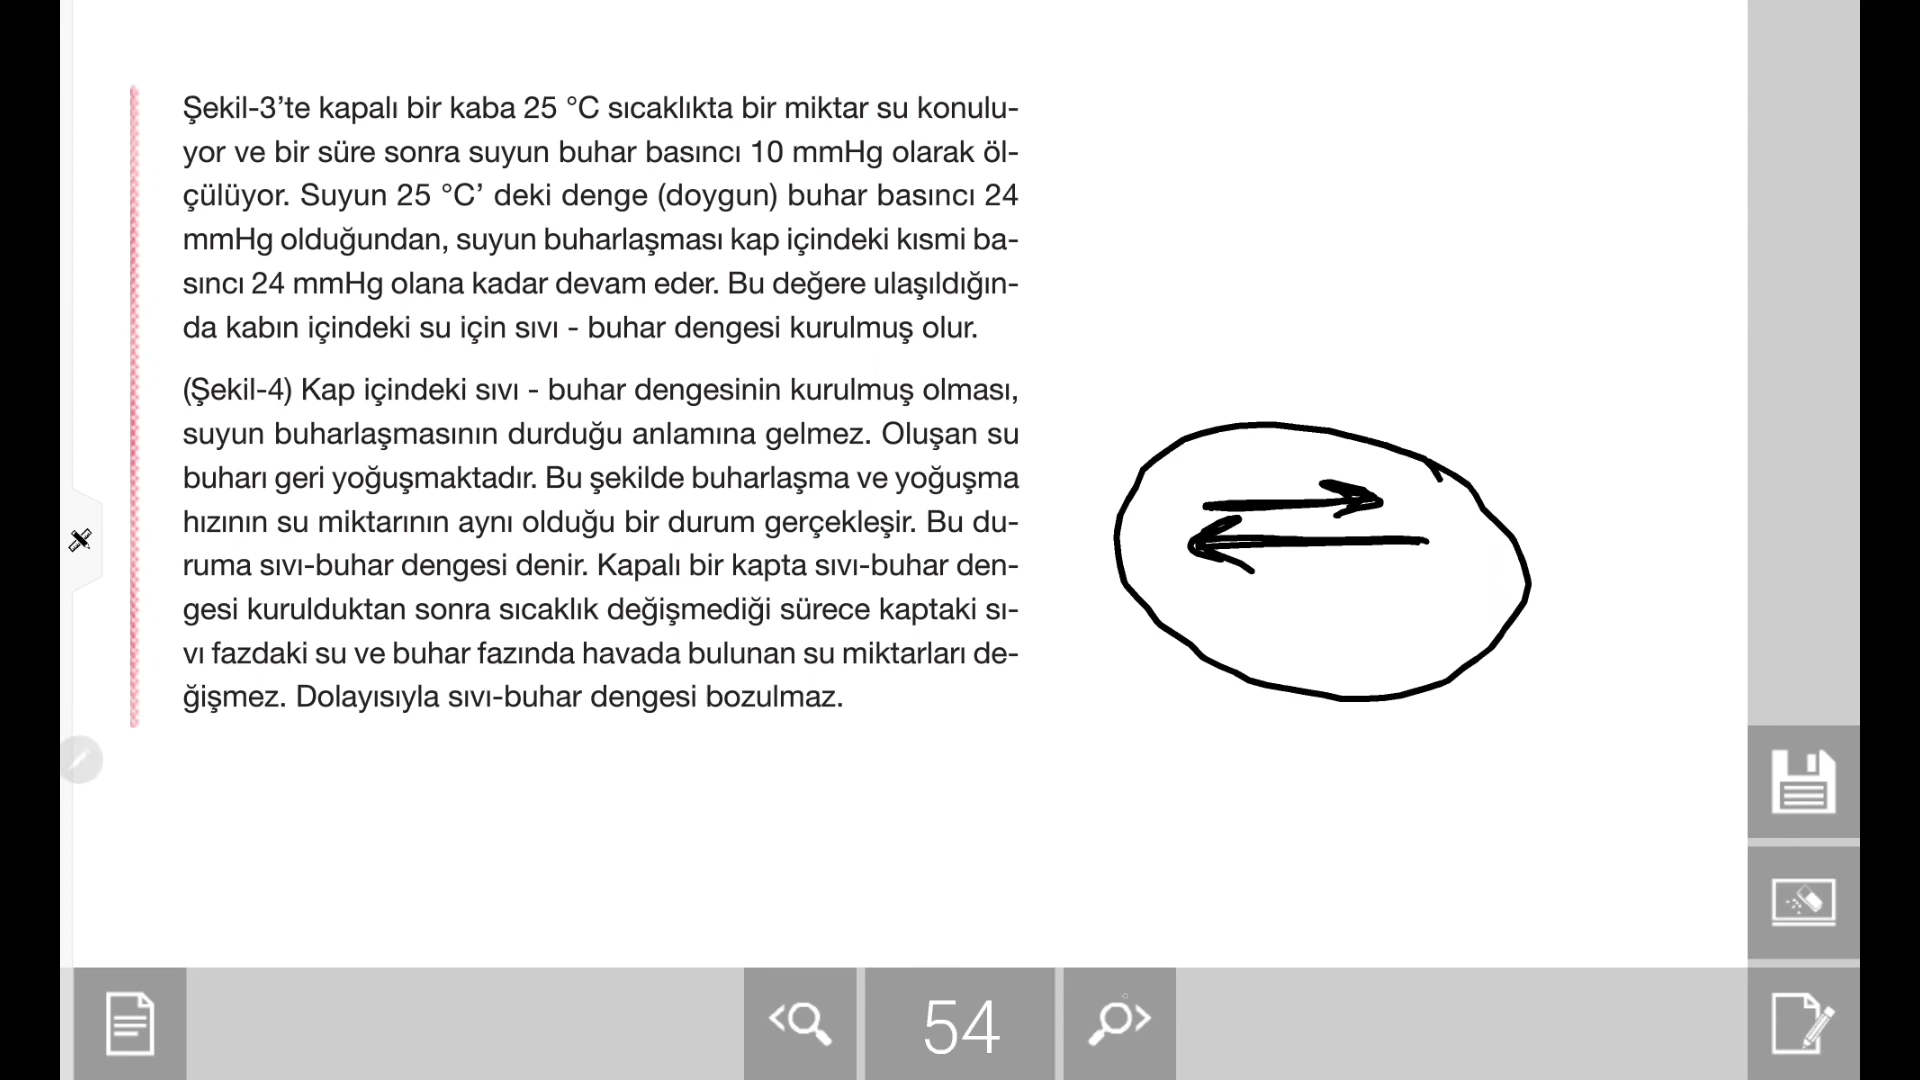 Şekil-3’te kapalı bir kaba 25 °C sıcaklıkta bir miktar su konulu-
yor ve bir süre sonra suyun buhar basıncı 10 mmHg olarak öl-
çülüyor. Suyun 25 °C’ deki denge (doygun) buhar basıncı 24
mmHg olduğundan, suyun buharlaşması kap içindeki kısmi ba-
sıncı 24 mmHg olana kadar devam eder. Bu değere ulaşıldığın-
da kabın içindeki su için sıvı - buhar dengesi kurulmuş olur.
(Şekil-4) Kap içindeki sıvı - buhar dengesinin kurulmuş olması,
suyun buharlaşmasının durduğu anlamına gelmez. Oluşan su
buharı geri yoğuşmaktadır. Bu şekilde buharlaşma ve yoğuşma
hızının su miktarının aynı olduğu bir durum gerçekleşir. Bu du-
ruma sıvı-buhar dengesi denir. Kapalı bir kapta sıvı-buhar den-
gesi kurulduktan sonra sıcaklık değişmediği sürece kaptaki sı-
vı fazdaki su ve buhar fazında havada bulunan su miktarları de-
ğişmez. Dolayısıyla sıvı-buhar dengesi bozulmaz.
54